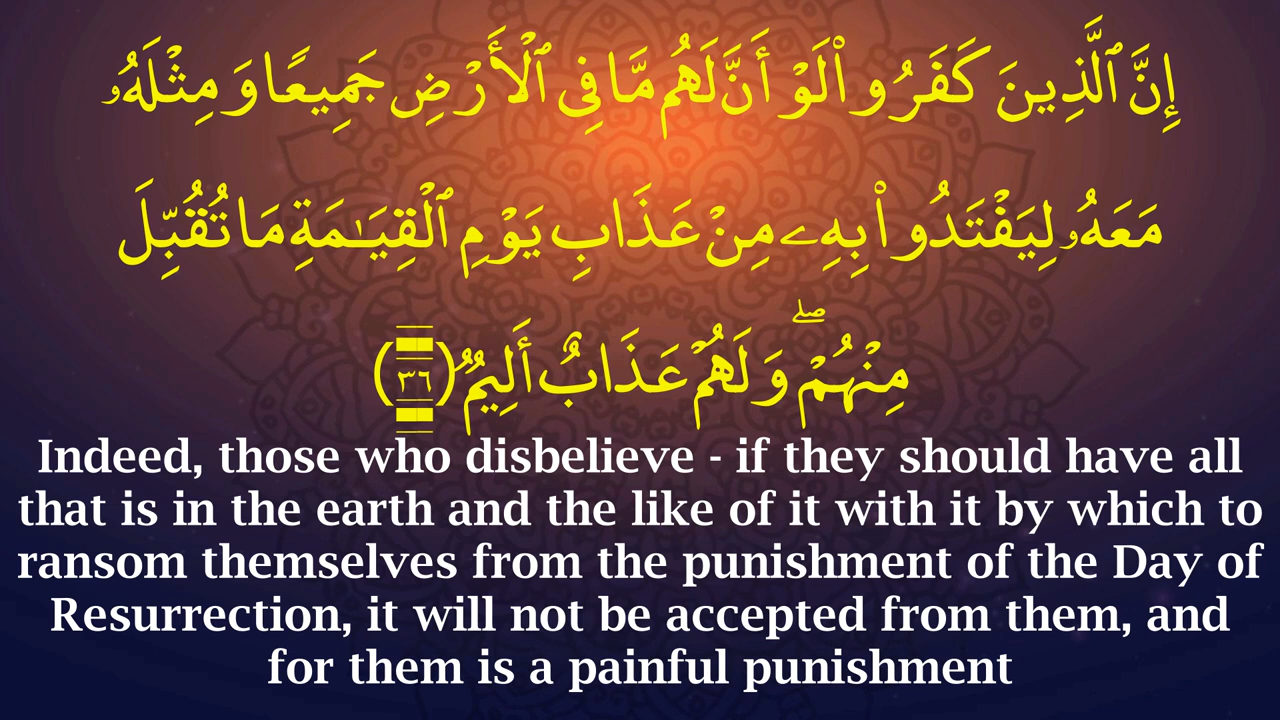 إِنَّ ٱلَّذِينَ كَفَرُوا۟ لَوْ أَنَّ لَهُم مَّا فِى ٱلْأَرْضِ جَمِيعًا وَمِثْلَهُۥ
مَعَهُۥ لِيَفْتَدُوا۟ بِهِۦ مِنْ عَذَابِ يَوْمِ ٱلْقِيَـٰمَةِ مَا تُقُبِّلَ
مِنْهُمْ ۖ وَلَهُمْ عَذَابٌ أَلِيمٌۭ (٣٦)
Indeed, those who disbelieve - if they should have all
that is in the earth and the like of it with it by which to
ransom themselves from the punishment of the Day of
Resurrection, it will not be accepted from them, and
for them is a painful punishment